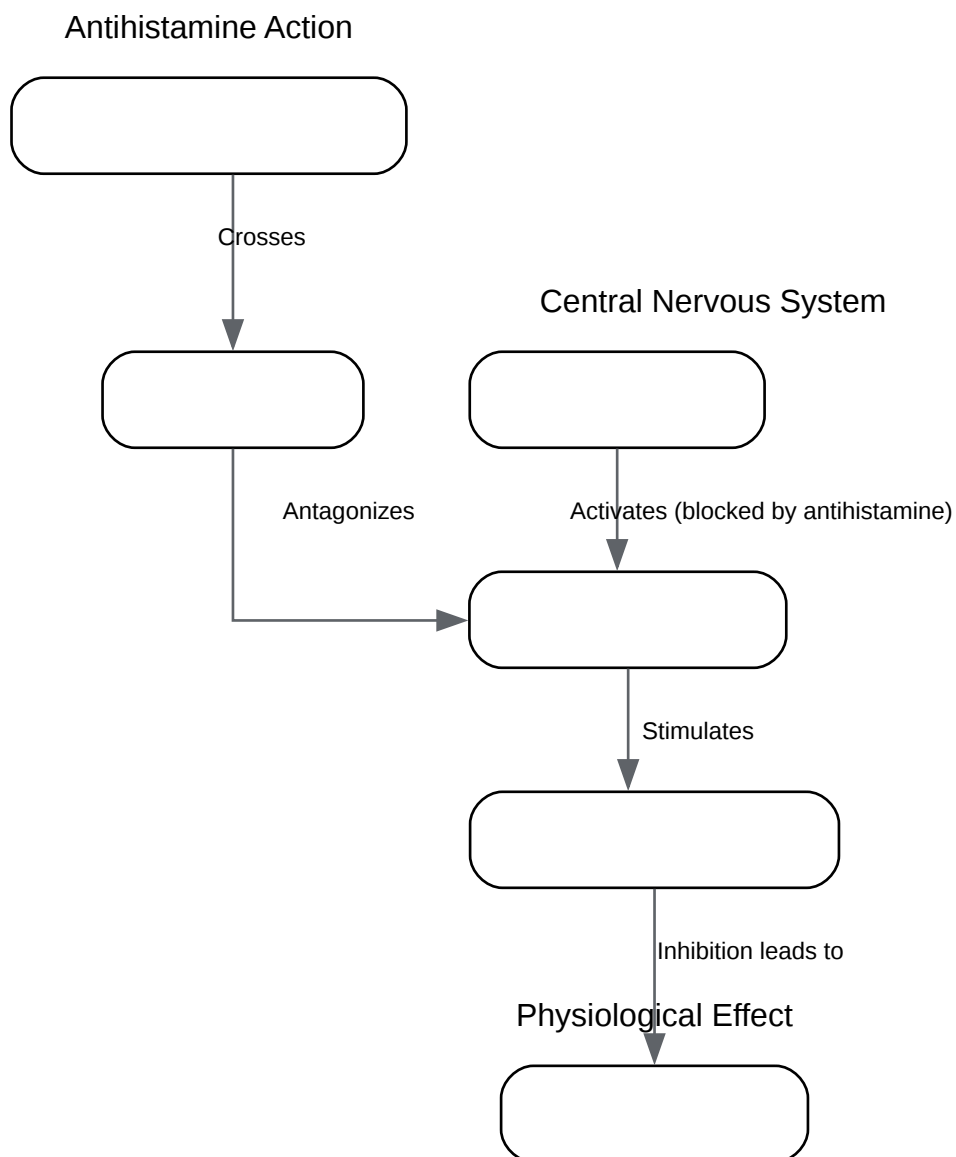 Antihistamine Action
Crosses
Central Nervous System
Antagonizes
Activates (blocked by antihistamine)
Stimulates
Inhibition leads to
Physiological Effect